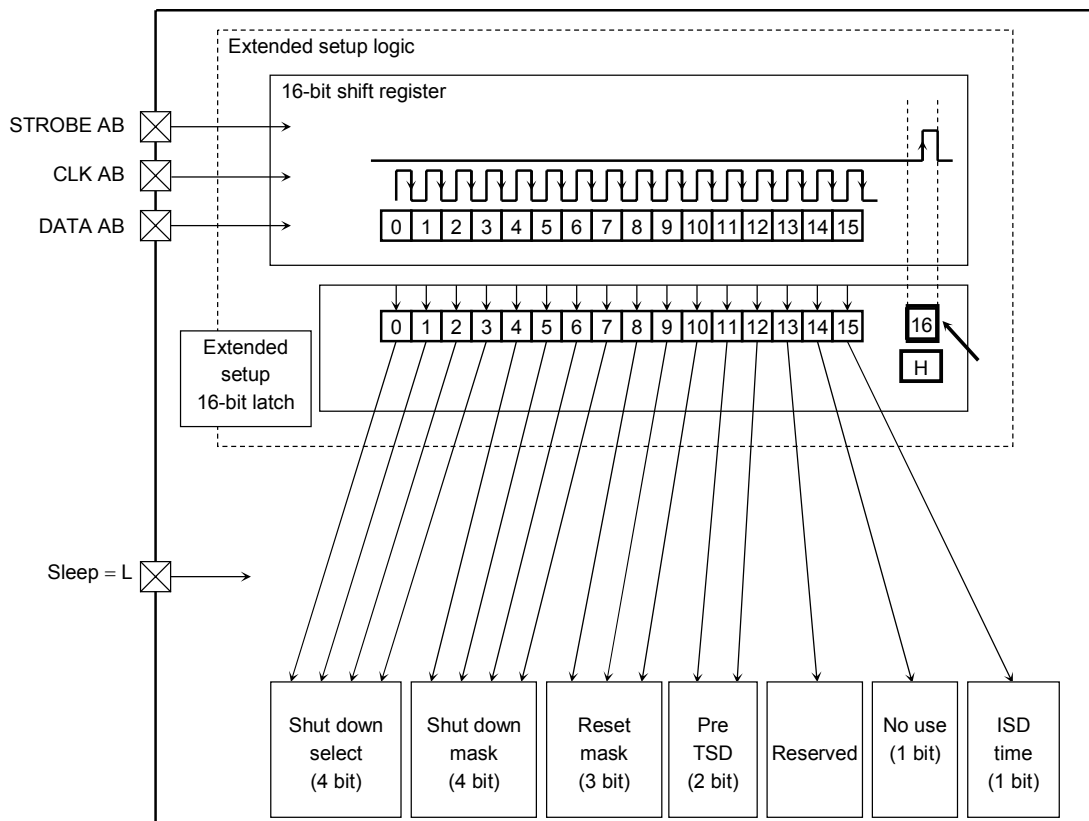 Extended setup logic
16-bit shift register
STROBE AB
CLK AB
DATA AB
0 1 2 3 4 5 6 7 8 9 10 11 12 13 14 15
0 1 2 3 4 5 6 7 8 9 10 11 12 13 14 15
16
H
Extended
setup
16-bit latch
Sleep = L
Shut down
select
(4 bit)
Shut down
mask
(4 bit)
Reset
mask
(3 bit)
Pre
TSD
(2 bit)
Reserved
No use
(1 bit)
ISD
time
(1 bit)